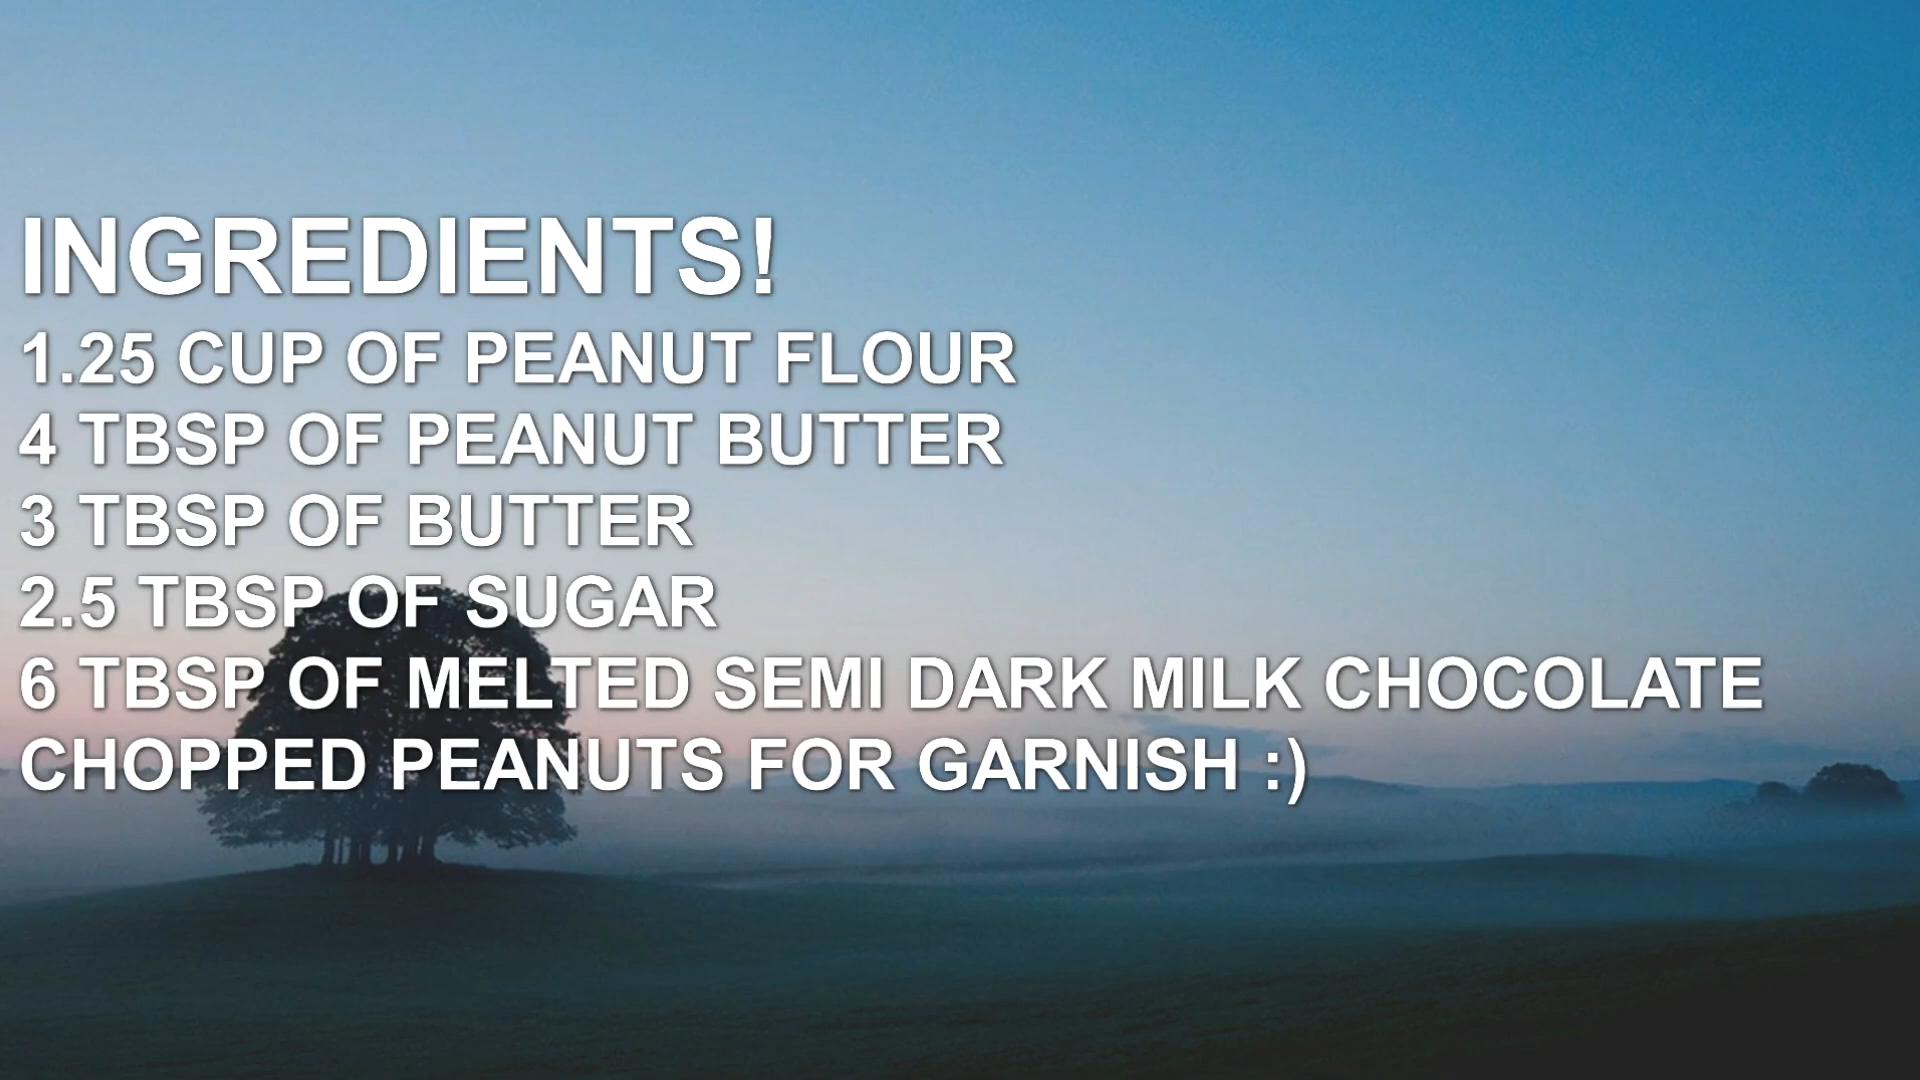 INGREDIENTS!
1.25 CUP OF PEANUT FLOUR
4 TBSP OF PEANUT BUTTER
3 TBSP OF BUTTER
2.5 TBSP OF SUGAR
6 TBSP OF MELTED SEMI DARK MILK CHOCOLATE
CHOPPED PEANUTS FOR GARNISH :)